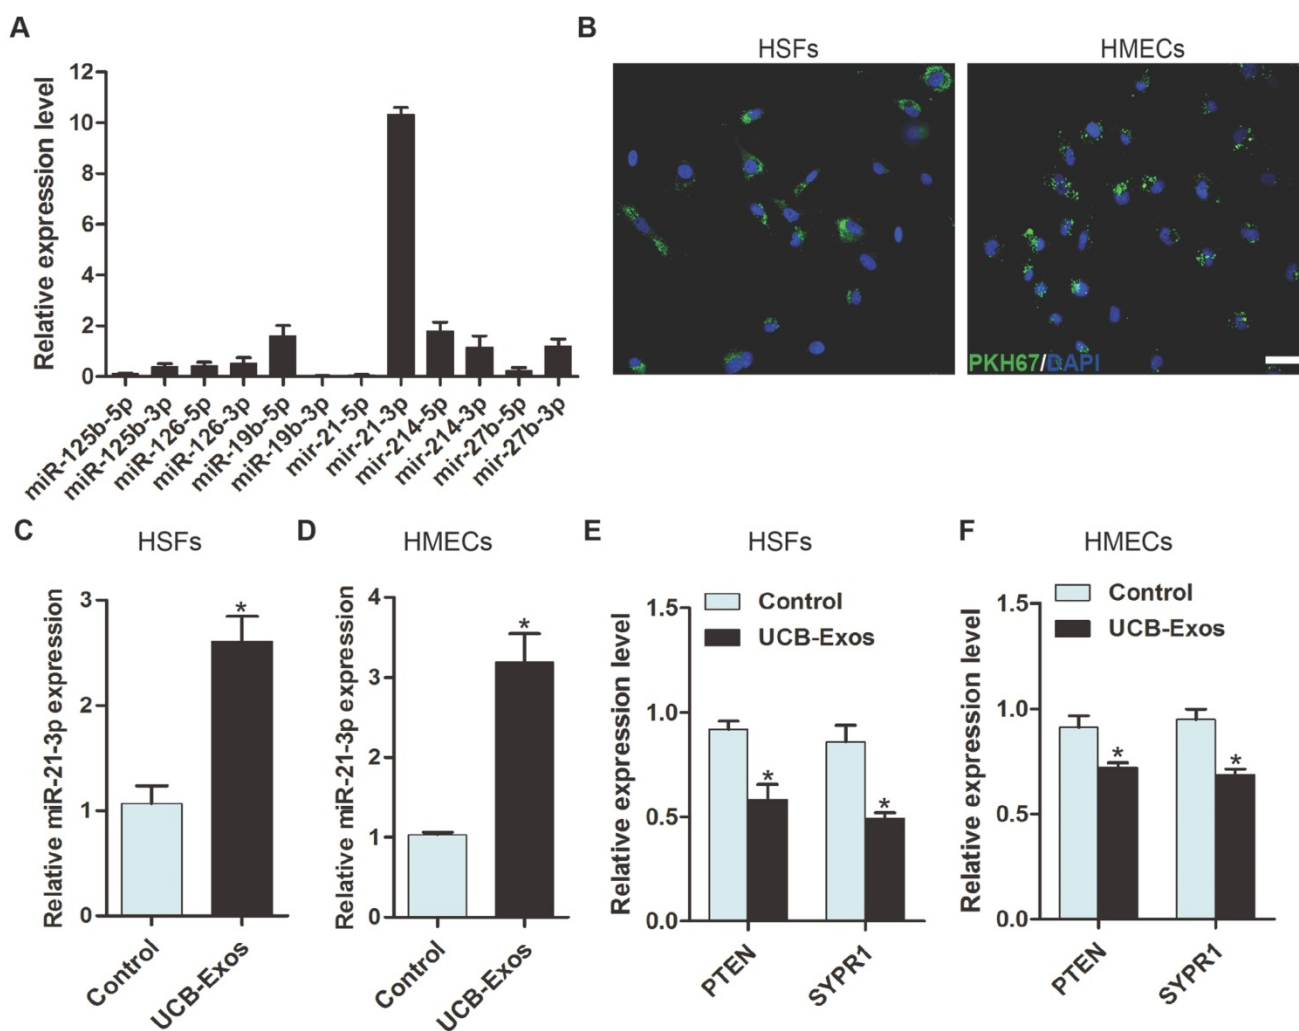 A
Relative expression level
12
10
8
6
4
2
0
miR-125b-5p
miR-125b-3p
miR-126-5p
miR-126-3p
miR-19b-5p
miR-19b-3p
mir-21-5p
mir-21-3p
mir-214-5p
mir-214-3p
mir-27b-5p
mir-27b-3p
B
HSFs
HMECs
PKH67/DAPI
C
HSFs
Relative miR-21-3p expression
3
2
1
0
*
Control
UCB-Exos
D
HMECs
Relative miR-21-3p expression
4
3
2
1
0
*
Control
UCB-Exos
E
HSFs
Control
UCB-Exos
Relative expression level
1.5
1.0
0.5
0.0
*
*
PTEN
SYPR1
F
HMECs
Control
UCB-Exos
Relative expression level
1.5
1.0
0.5
0.0
*
*
PTEN
SYPR1